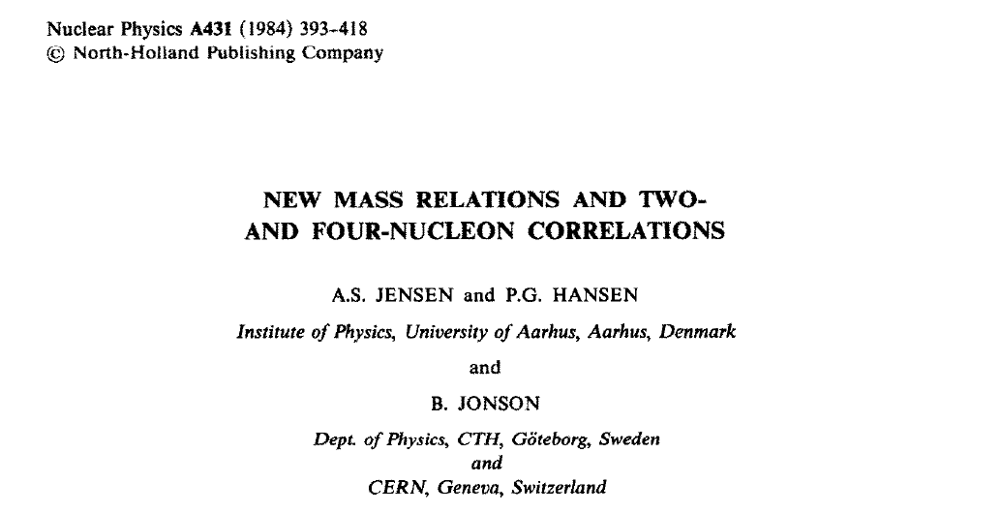 Nuclear Physics A431 (1984) 393–418
© North-Holland Publishing Company
NEW MASS RELATIONS AND TWO-
AND FOUR-NUCLEON CORRELATIONS
A.S. JENSEN and P.G. HANSEN
Institute of Physics, University of Aarhus, Aarhus, Denmark
and
B. JONSON
Dept. of Physics, CTH, Göteborg, Sweden
and
CERN, Geneva, Switzerland